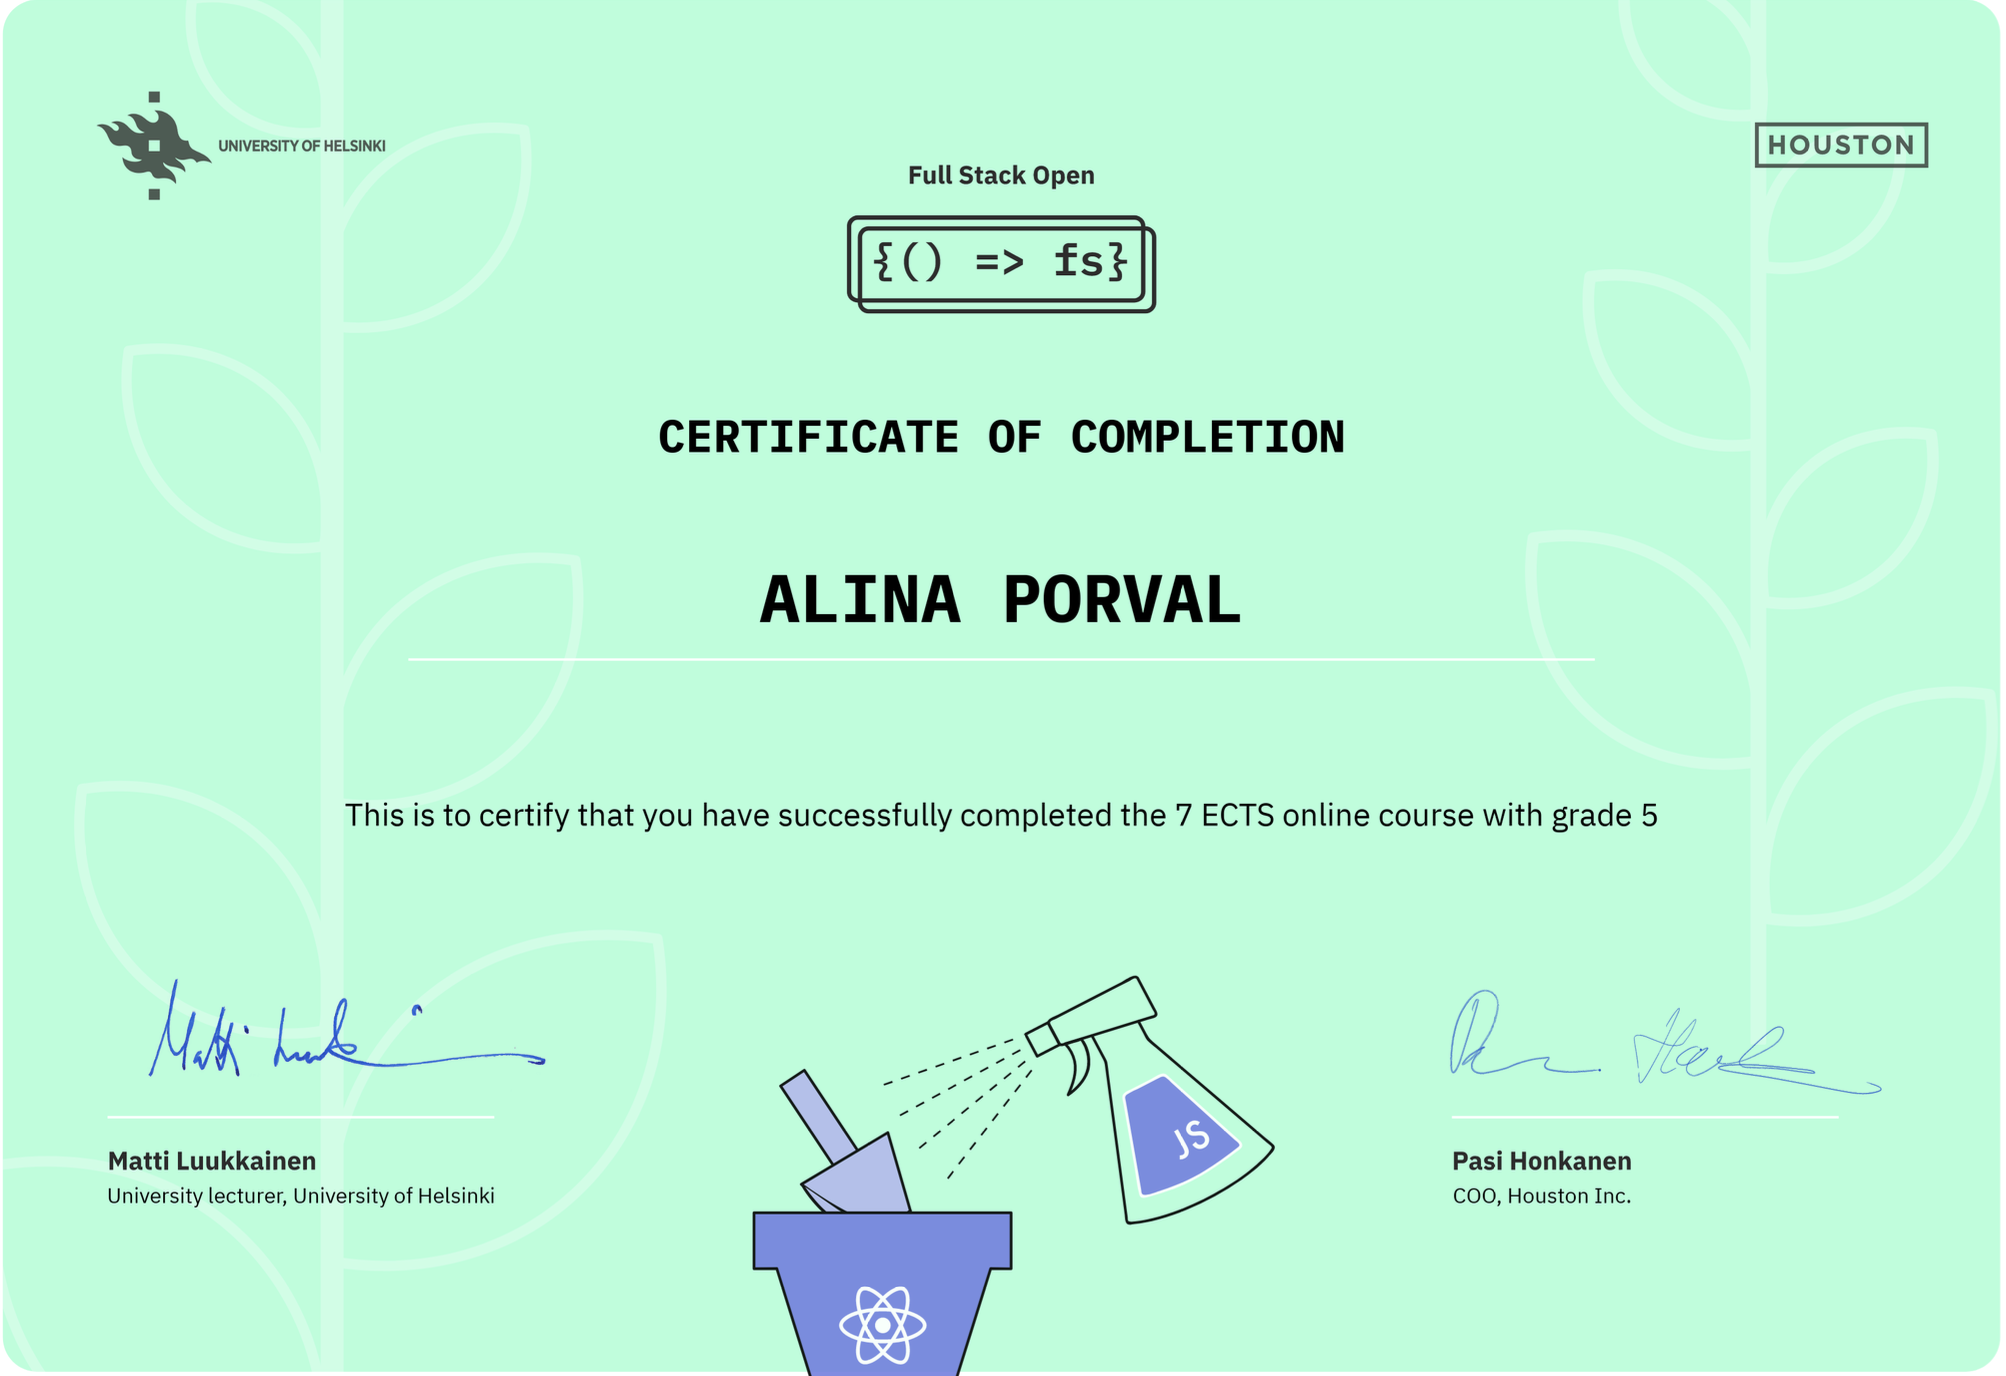 UNIVERSITY OF HELSINKI
HOUSTON
Full Stack Open
{() => fs}
CERTIFICATE OF COMPLETION
ALINA PORVAL
This is to certify that you have successfully completed the 7 ECTS online course with grade 5
JS
Matti Luukkainen
University lecturer, University of Helsinki
Pasi Honkanen
COO, Houston Inc.